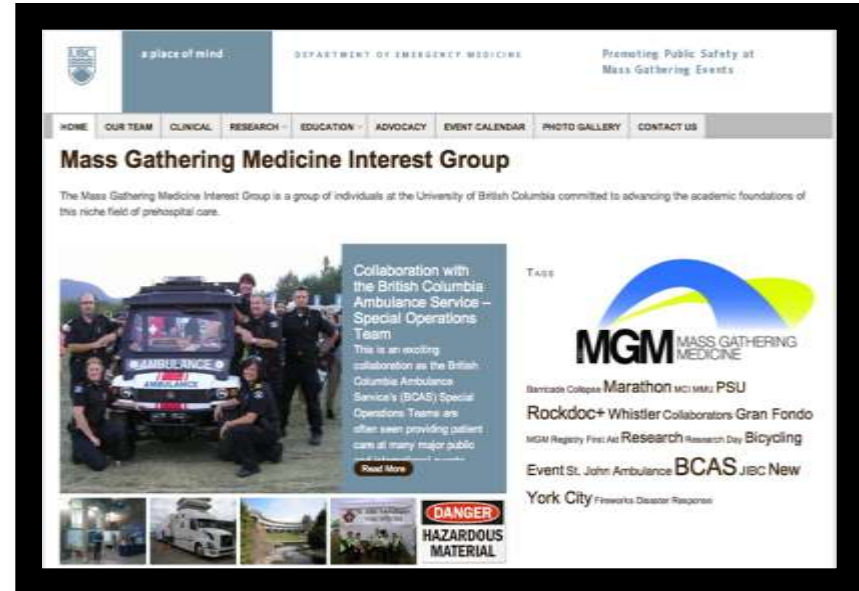 UBC
a place of mind
DEPARTMENT OF EMERGENCY MEDICINE
Promoting Public Safety at
Mass Gathering Events
HOME OUR TEAM CLINICAL RESEARCH EDUCATION ADVOCACY EVENT CALENDAR PHOTO GALLERY CONTACT US
Mass Gathering Medicine Interest Group
The Mass Gathering Medicine Interest Group is a group of individuals at the University of British Columbia committed to advancing the academic foundations of
this niche field of prehospital care.
AMBULANCE
AMBULANCE
Collaboration with
the British Columbia
Ambulance Service –
Special Operations
Team
This is an exciting
collaboration as the British
Columbia Ambulance
Service's (BCAS) Special
Operations Teams are
often seen providing patient
care at many major public
Read More
DANGER
HAZARDOUS
MATERIAL
TAGS
MGM MASS GATHERING
MEDICINE
Barricade Collapse Marathon MCI MMU PSU
Rockdoc+ Whistler Collaborators Gran Fondo
MGM Registry First Aid Research Research Day Bicycling
Event St. John Ambulance BCAS JIBC New
York City Fireworks Disaster Response